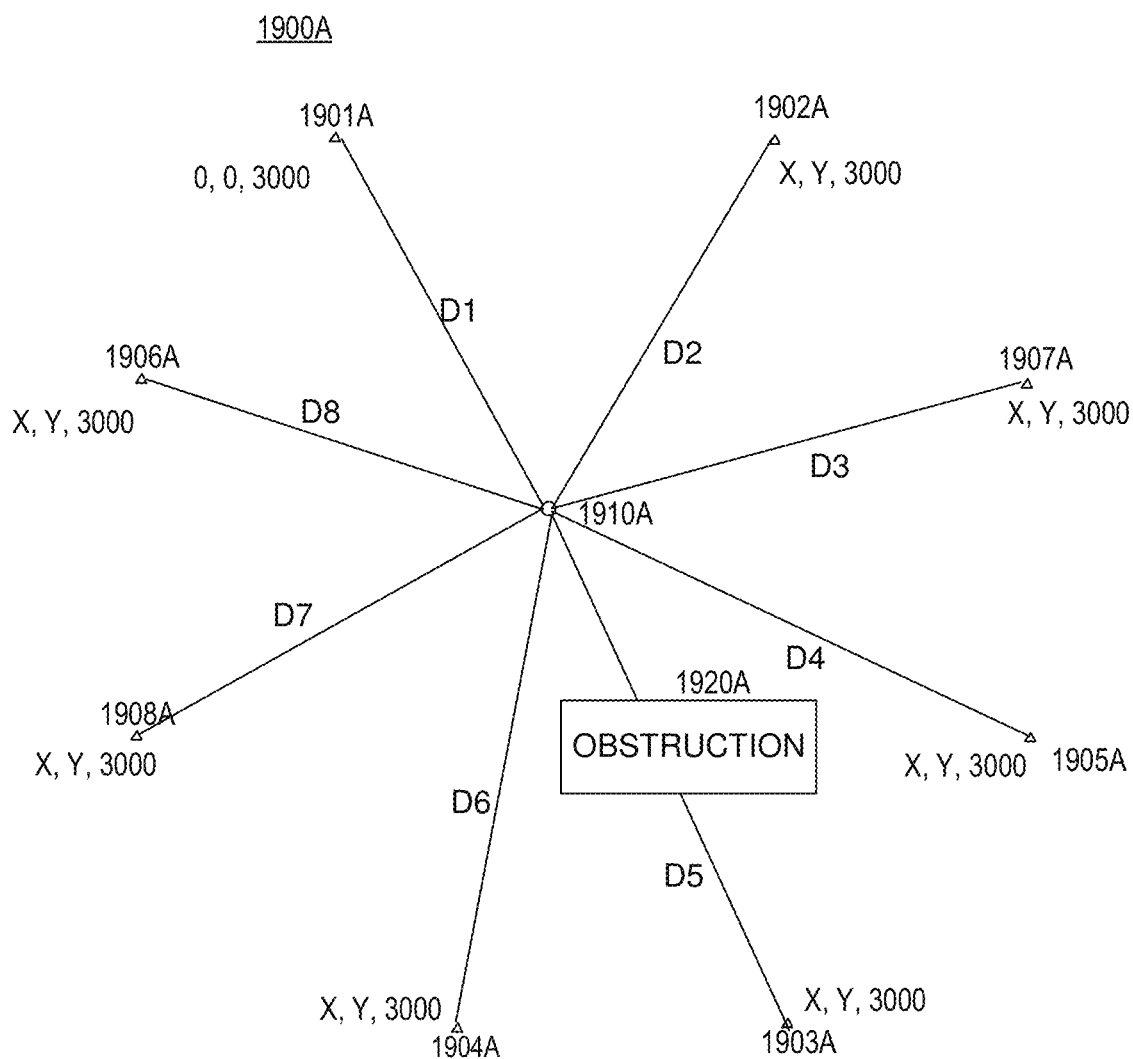 1900A
1901A
0, 0, 3000
1902A
X, Y, 3000
D1
D2
1906A
X, Y, 3000
D8
1907A
X, Y, 3000
D3
1910A
D7
D4
1908A
X, Y, 3000
1920A
OBSTRUCTION
X, Y, 3000
1905A
D6
D5
X, Y, 3000
1904A
X, Y, 3000
1903A